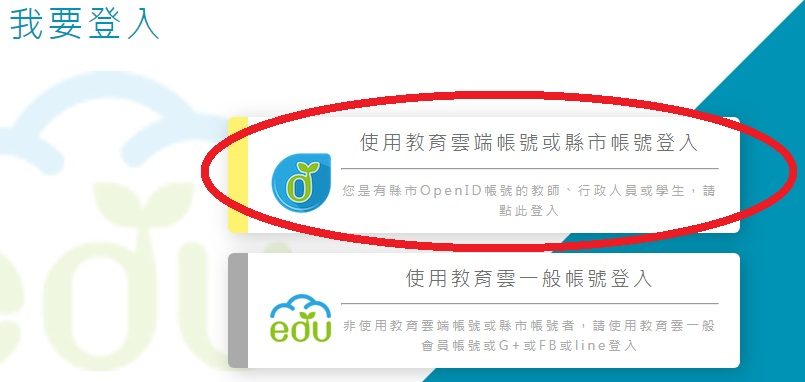 我要登入
使用教育雲端帳號或縣市帳號登入
您是有縣市OpenID帳號的教師、行政人員或學生，請
點此登入
使用教育雲一般帳號登入
edu
非使用教育雲端帳號或縣市帳號者，請使用教育雲一般
會員帳號或G+或FB或line登入
edu